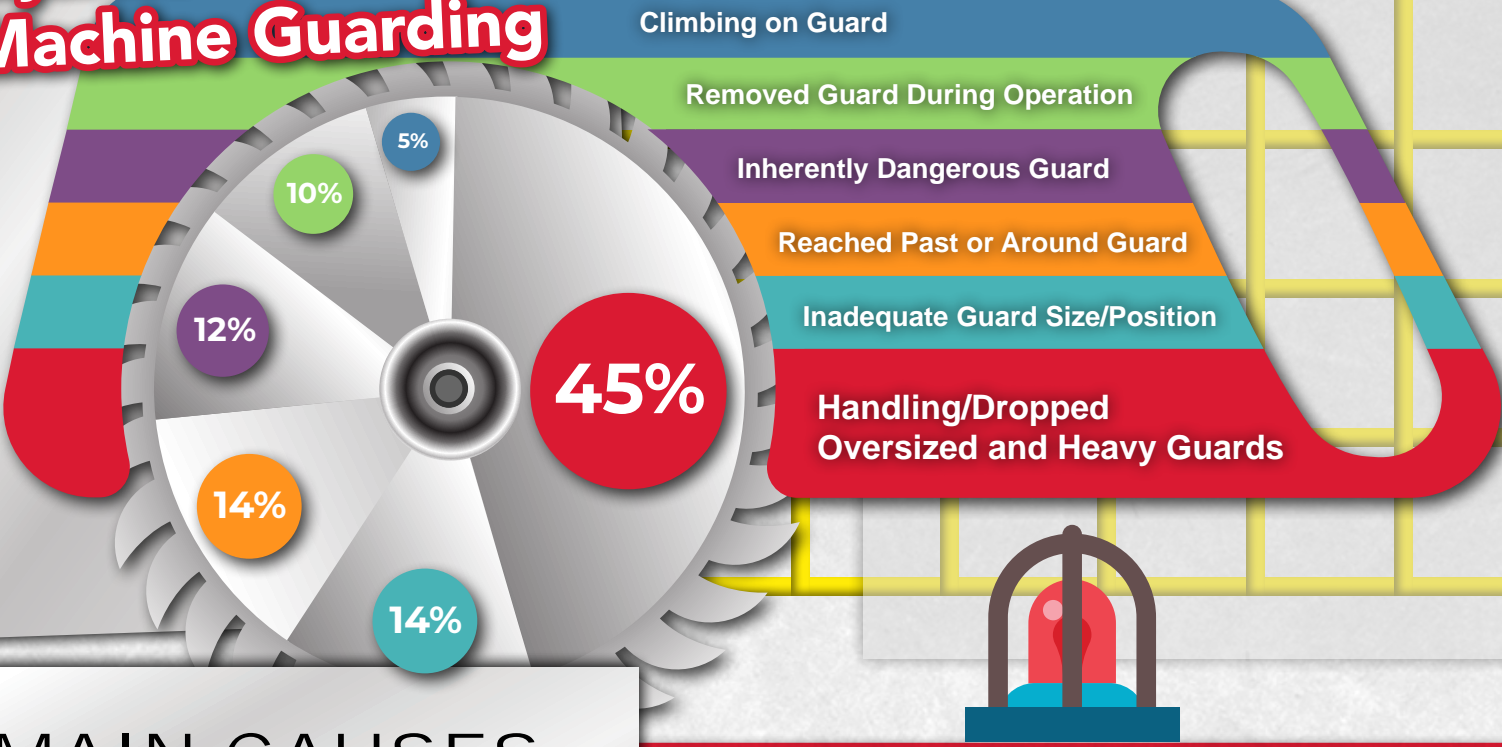 Machine Guarding
Climbing on Guard
Removed Guard During Operation
Inherently Dangerous Guard
Reached Past or Around Guard
Inadequate Guard Size/Position
Handling/Dropped
Oversized and Heavy Guards
5%
10%
12%
45%
14%
14%
MAIN CAUSES